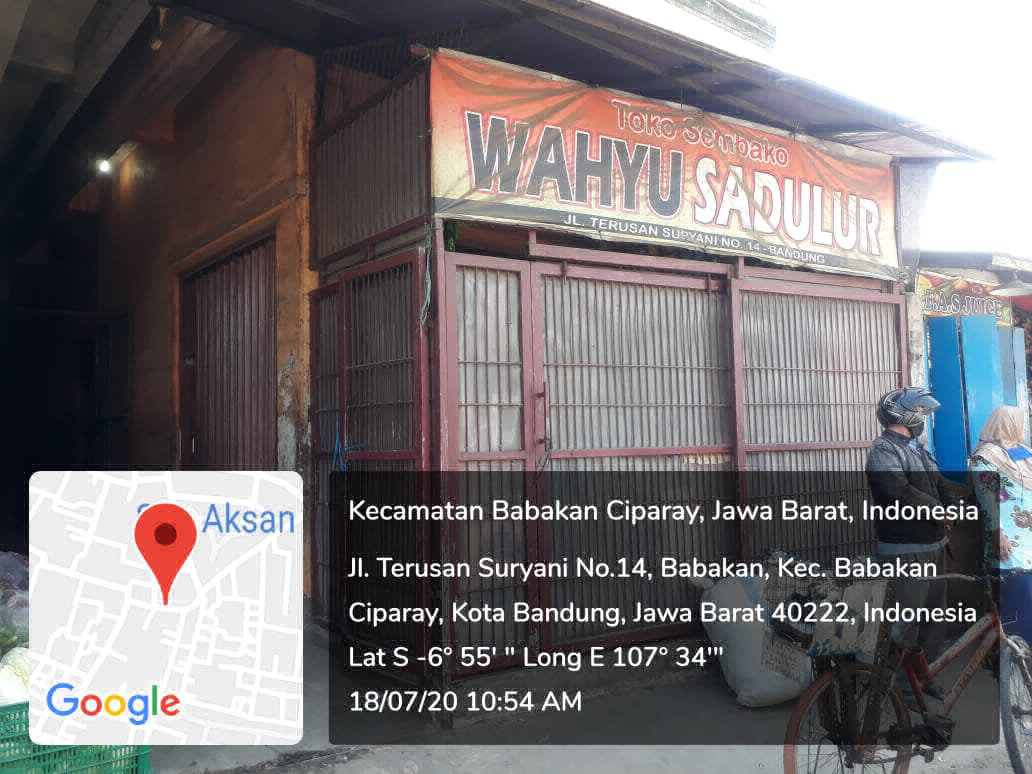 Toko Sembako
WAHYU SADULUR
JL. TERUSAN SURYANI NO. 14 - BANDUNG
H.A.S JUICE
Aksan
Google
Kecamatan Babakan Ciparay, Jawa Barat, Indonesia
Jl. Terusan Suryani No.14, Babakan, Kec. Babakan
Ciparay, Kota Bandung, Jawa Barat 40222, Indonesia
Lat S -6° 55' " Long E 107° 34'"
18/07/20 10:54 AM